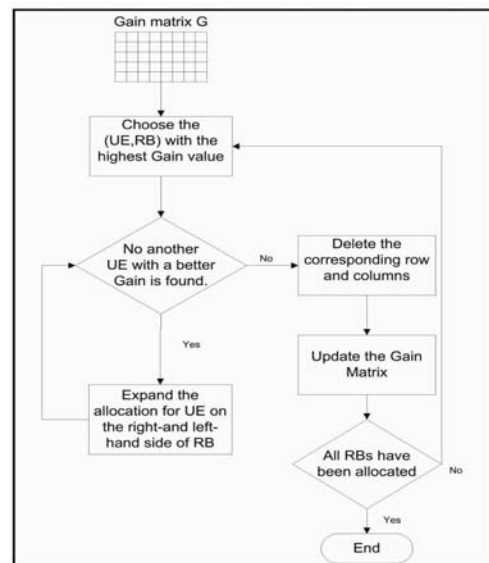 Gain matrix G
Choose the
(UE,RB) with the
highest Gain value
No another
UE with a better
Gain is found.
No
Delete the
corresponding row
and columns
Yes
Update the Gain
Matrix
Expand the
allocation for UE on
the right-and left-
hand side of RB
All RBs have
been allocated
No
Yes
End